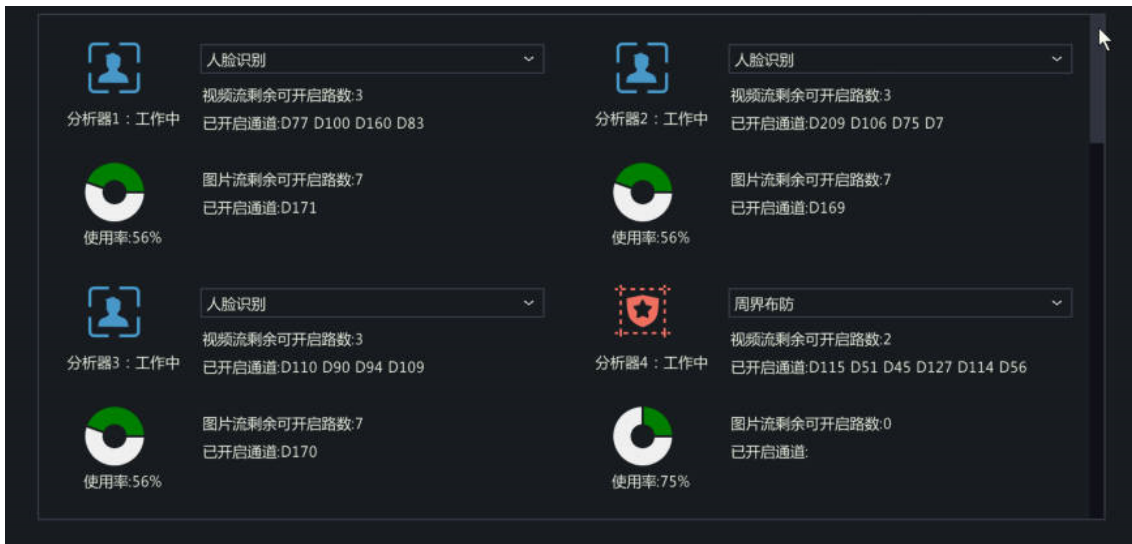 人脸识别
视频流剩余可开启路数:3
分析器1：工作中
已开启通道:D77 D100 D160 D83
图片流剩余可开启路数:7
已开启通道:D171
使用率:56%
人脸识别
视频流剩余可开启路数:3
分析器2：工作中
已开启通道:D209 D106 D75 D7
图片流剩余可开启路数:7
已开启通道:D169
使用率:56%
人脸识别
视频流剩余可开启路数:3
分析器3：工作中
已开启通道:D110 D90 D94 D109
图片流剩余可开启路数:7
已开启通道:D170
使用率:56%
周界布防
视频流剩余可开启路数:2
分析器4：工作中
已开启通道:D115 D51 D45 D127 D114 D56
图片流剩余可开启路数:0
已开启通道:
使用率:75%